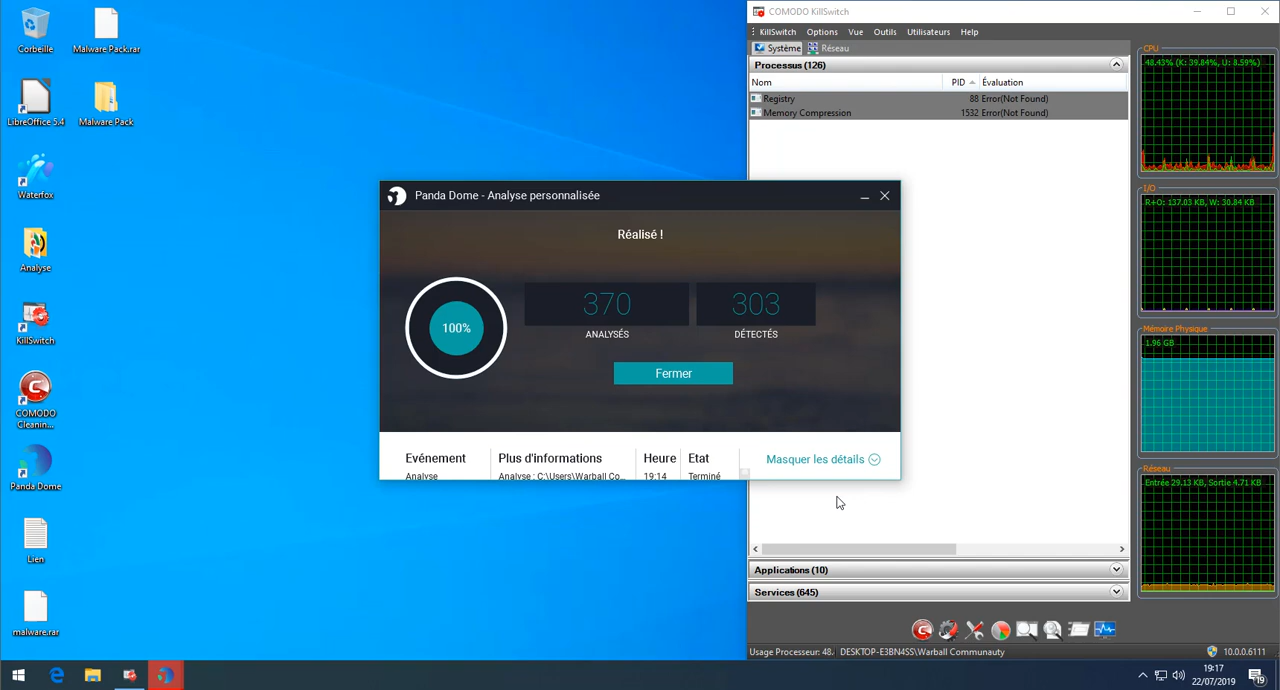 Corbeille
Malware Pack.rar
LibreOffice 5.4
Malware Pack
Waterfox
Analyse
KillSwitch
COMODO
Cleanin...
Panda Dome
Lien
malware.rar
COMODO KillSwitch
KillSwitch Options Vue Outils Utilisateurs Help
Système Réseau
Processus (126)
Nom PID Évaluation
Registry 88 Error(Not Found)
Memory Compression 1532 Error(Not Found)
Applications (10)
Services (645)
Usage Processeur: 48. DESKTOP-E3BN4SS\Warball Communauty 10.0.0.6111
CPU
48.43% (K: 39.84%, U: 8.59%)
I/O
R+O: 137.03 KB, W: 30.84 KB
Mémoire Physique
1.96 GB
Réseau
Entrée 29.13 KB, Sortie 4.71 KB
Panda Dome - Analyse personnalisée
Réalisé !
100%
370
303
ANALYSÉS
DÉTECTÉS
Fermer
Evénement Plus d'informations Heure Etat Masquer les détails
Analyse Analyse : C:\Users\Warball Co... 19:14 Terminé
19:17
22/07/2019
19